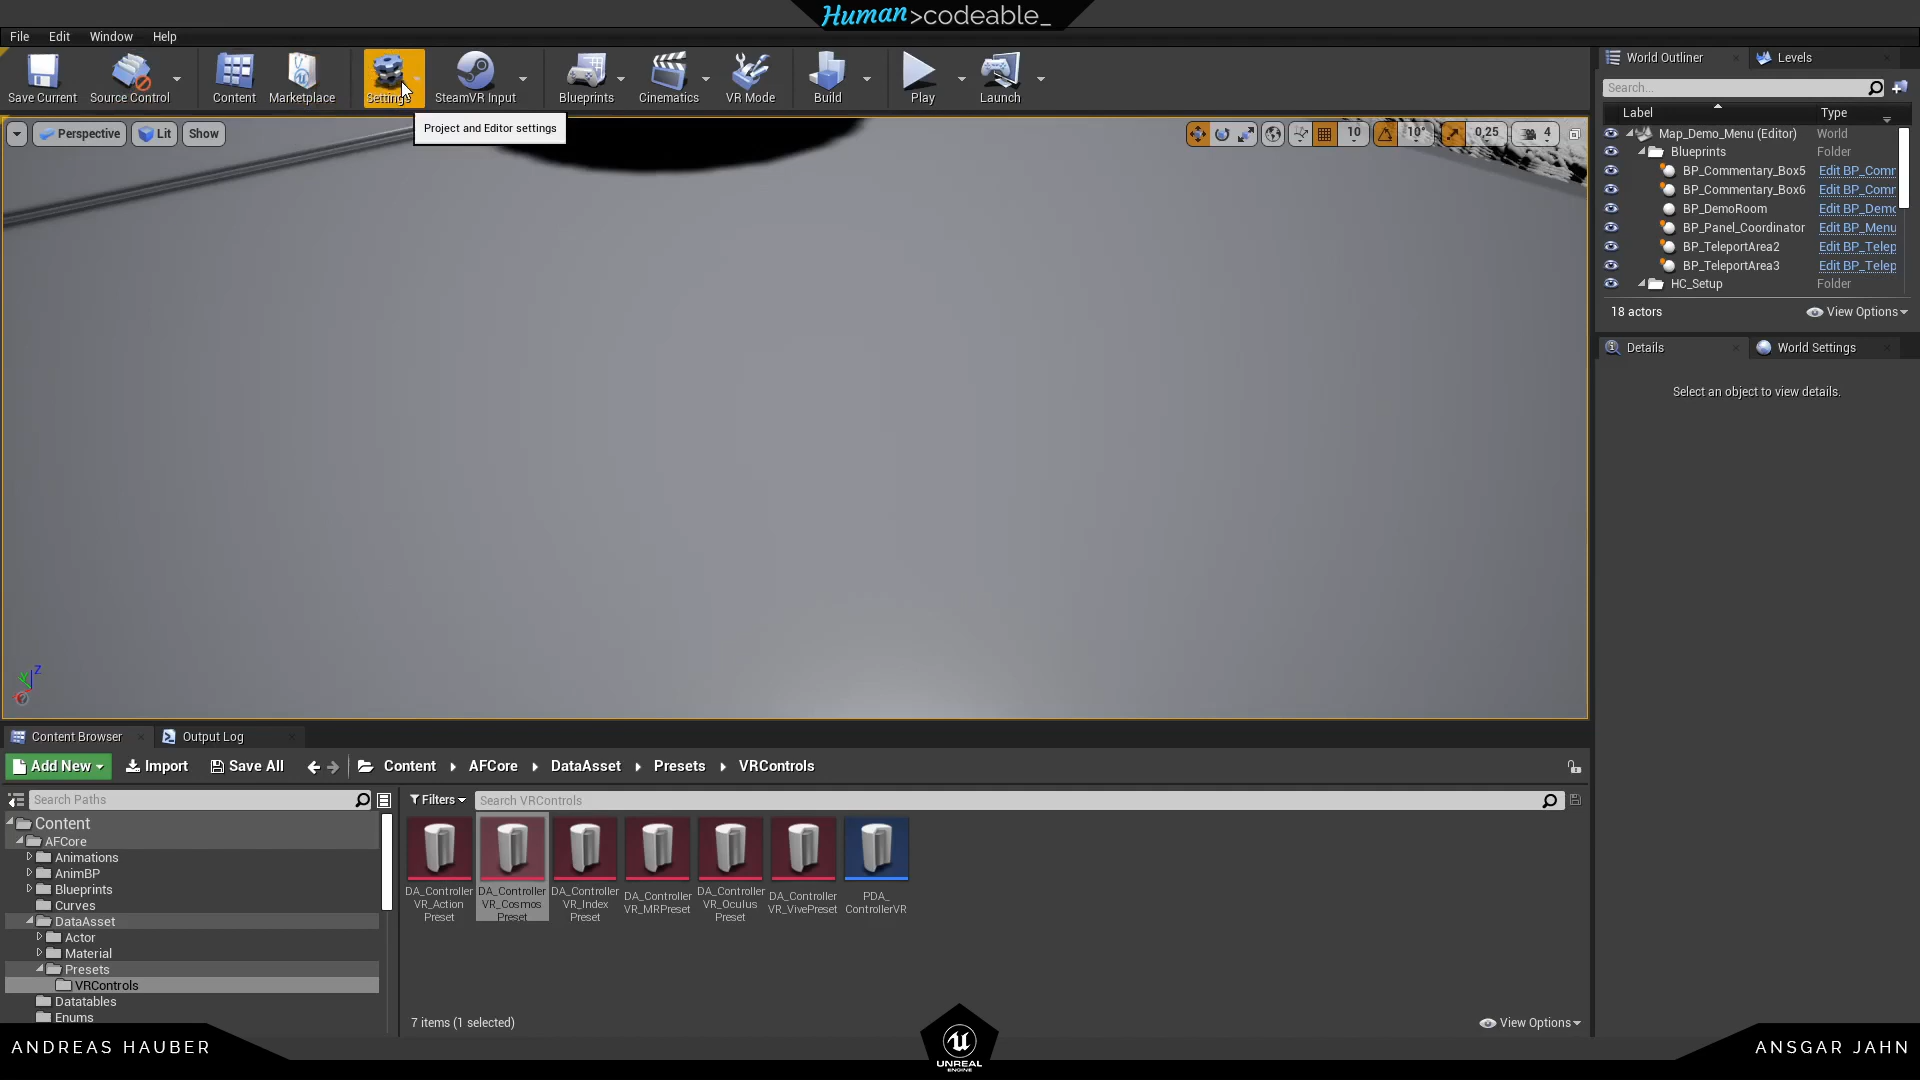 Human>codeable_
File Edit Window Help
Save Current Source Control Content Marketplace Settings SteamVR Input Blueprints Cinematics VR Mode Build Play Launch
Project and Editor settings
Perspective Lit Show
10 10° 0,25 4
World Outliner Levels
Search...
Label Type
Map_Demo_Menu (Editor) World
Blueprints Folder
BP_Commentary_Box5 Edit BP_Comr
BP_Commentary_Box6 Edit BP_Comr
BP_DemoRoom Edit BP_Demo
BP_Panel_Coordinator Edit BP_Menu
BP_TeleportArea2 Edit BP_Telep
BP_TeleportArea3 Edit BP_Telep
HC_Setup Folder
18 actors View Options
Details World Settings
Select an object to view details.
Z
Y
Content Browser Output Log
Add New Import Save All Content AFCore DataAsset Presets VRControls
Search Paths
Content
AFCore
Animations
AnimBP
Blueprints
Curves
DataAsset
Actor
Material
Presets
VRControls
Datatables
Enums
Filters Search VRControls
DA_Controller
VR_Action
Preset
DA_Controller
VR_Cosmos
Preset
DA_Controller
VR_Index
Preset
DA_Controller
VR_MRPreset
DA_Controller
VR_Oculus
Preset
DA_Controller
VR_VivePreset
PDA_
ControllerVR
7 items (1 selected) View Options
ANDREAS HAUBER
UNREAL
ENGINE
ANSGAR JAHN